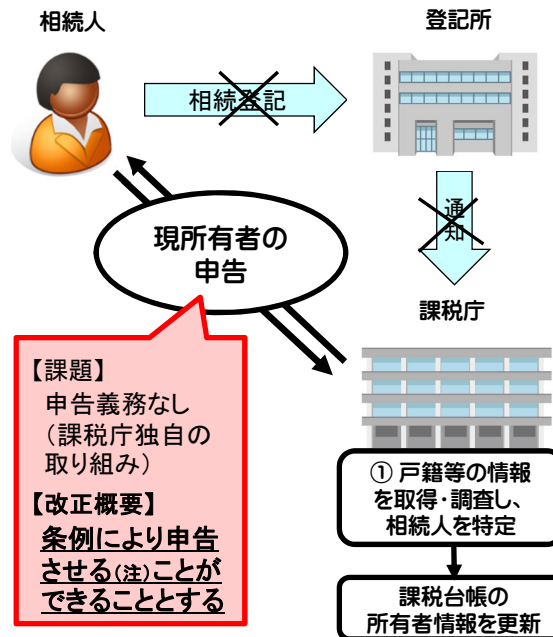 相続人
登記所
相続登記
通知
現所有者の
申告
課税庁
【課題】
申告義務なし
（課税庁独自の
取り組み）
【改正概要】
条例により申告
させる(注)ことが
できることとする
① 戸籍等の情報
を取得・調査し、
相続人を特定
課税台帳の
所有者情報を更新